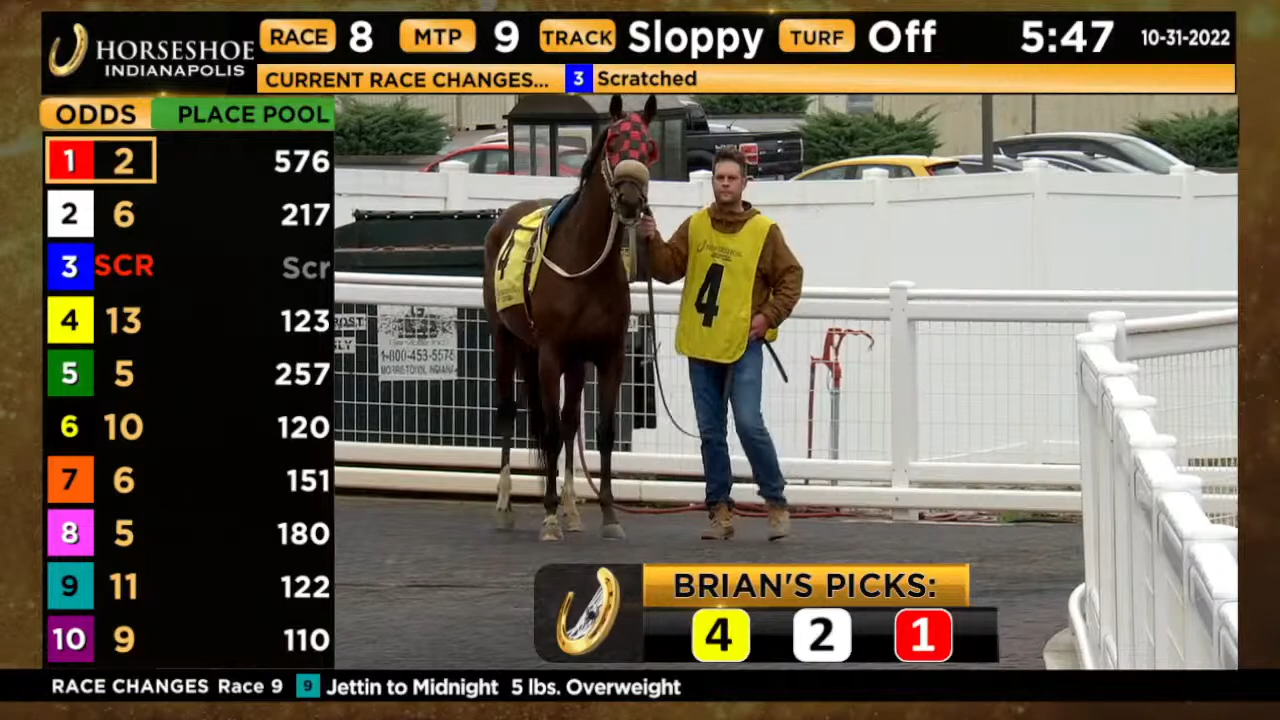 HORSESHOE
INDIANAPOLIS
RACE 8 MTP 9 TRACK Sloppy TURF Off 5:47 10-31-2022
CURRENT RACE CHANGES... 3 Scratched
ODDS PLACE POOL
1 2 576
2 6 217
3 SCR Scr
4 13 123
5 5 257
6 10 120
7 6 151
8 5 180
9 11 122
10 9 110
4
4
1-800-453-5576
BRIAN'S PICKS:
4 2 1
RACE CHANGES Race 9 9 Jettin to Midnight 5 lbs. Overweight